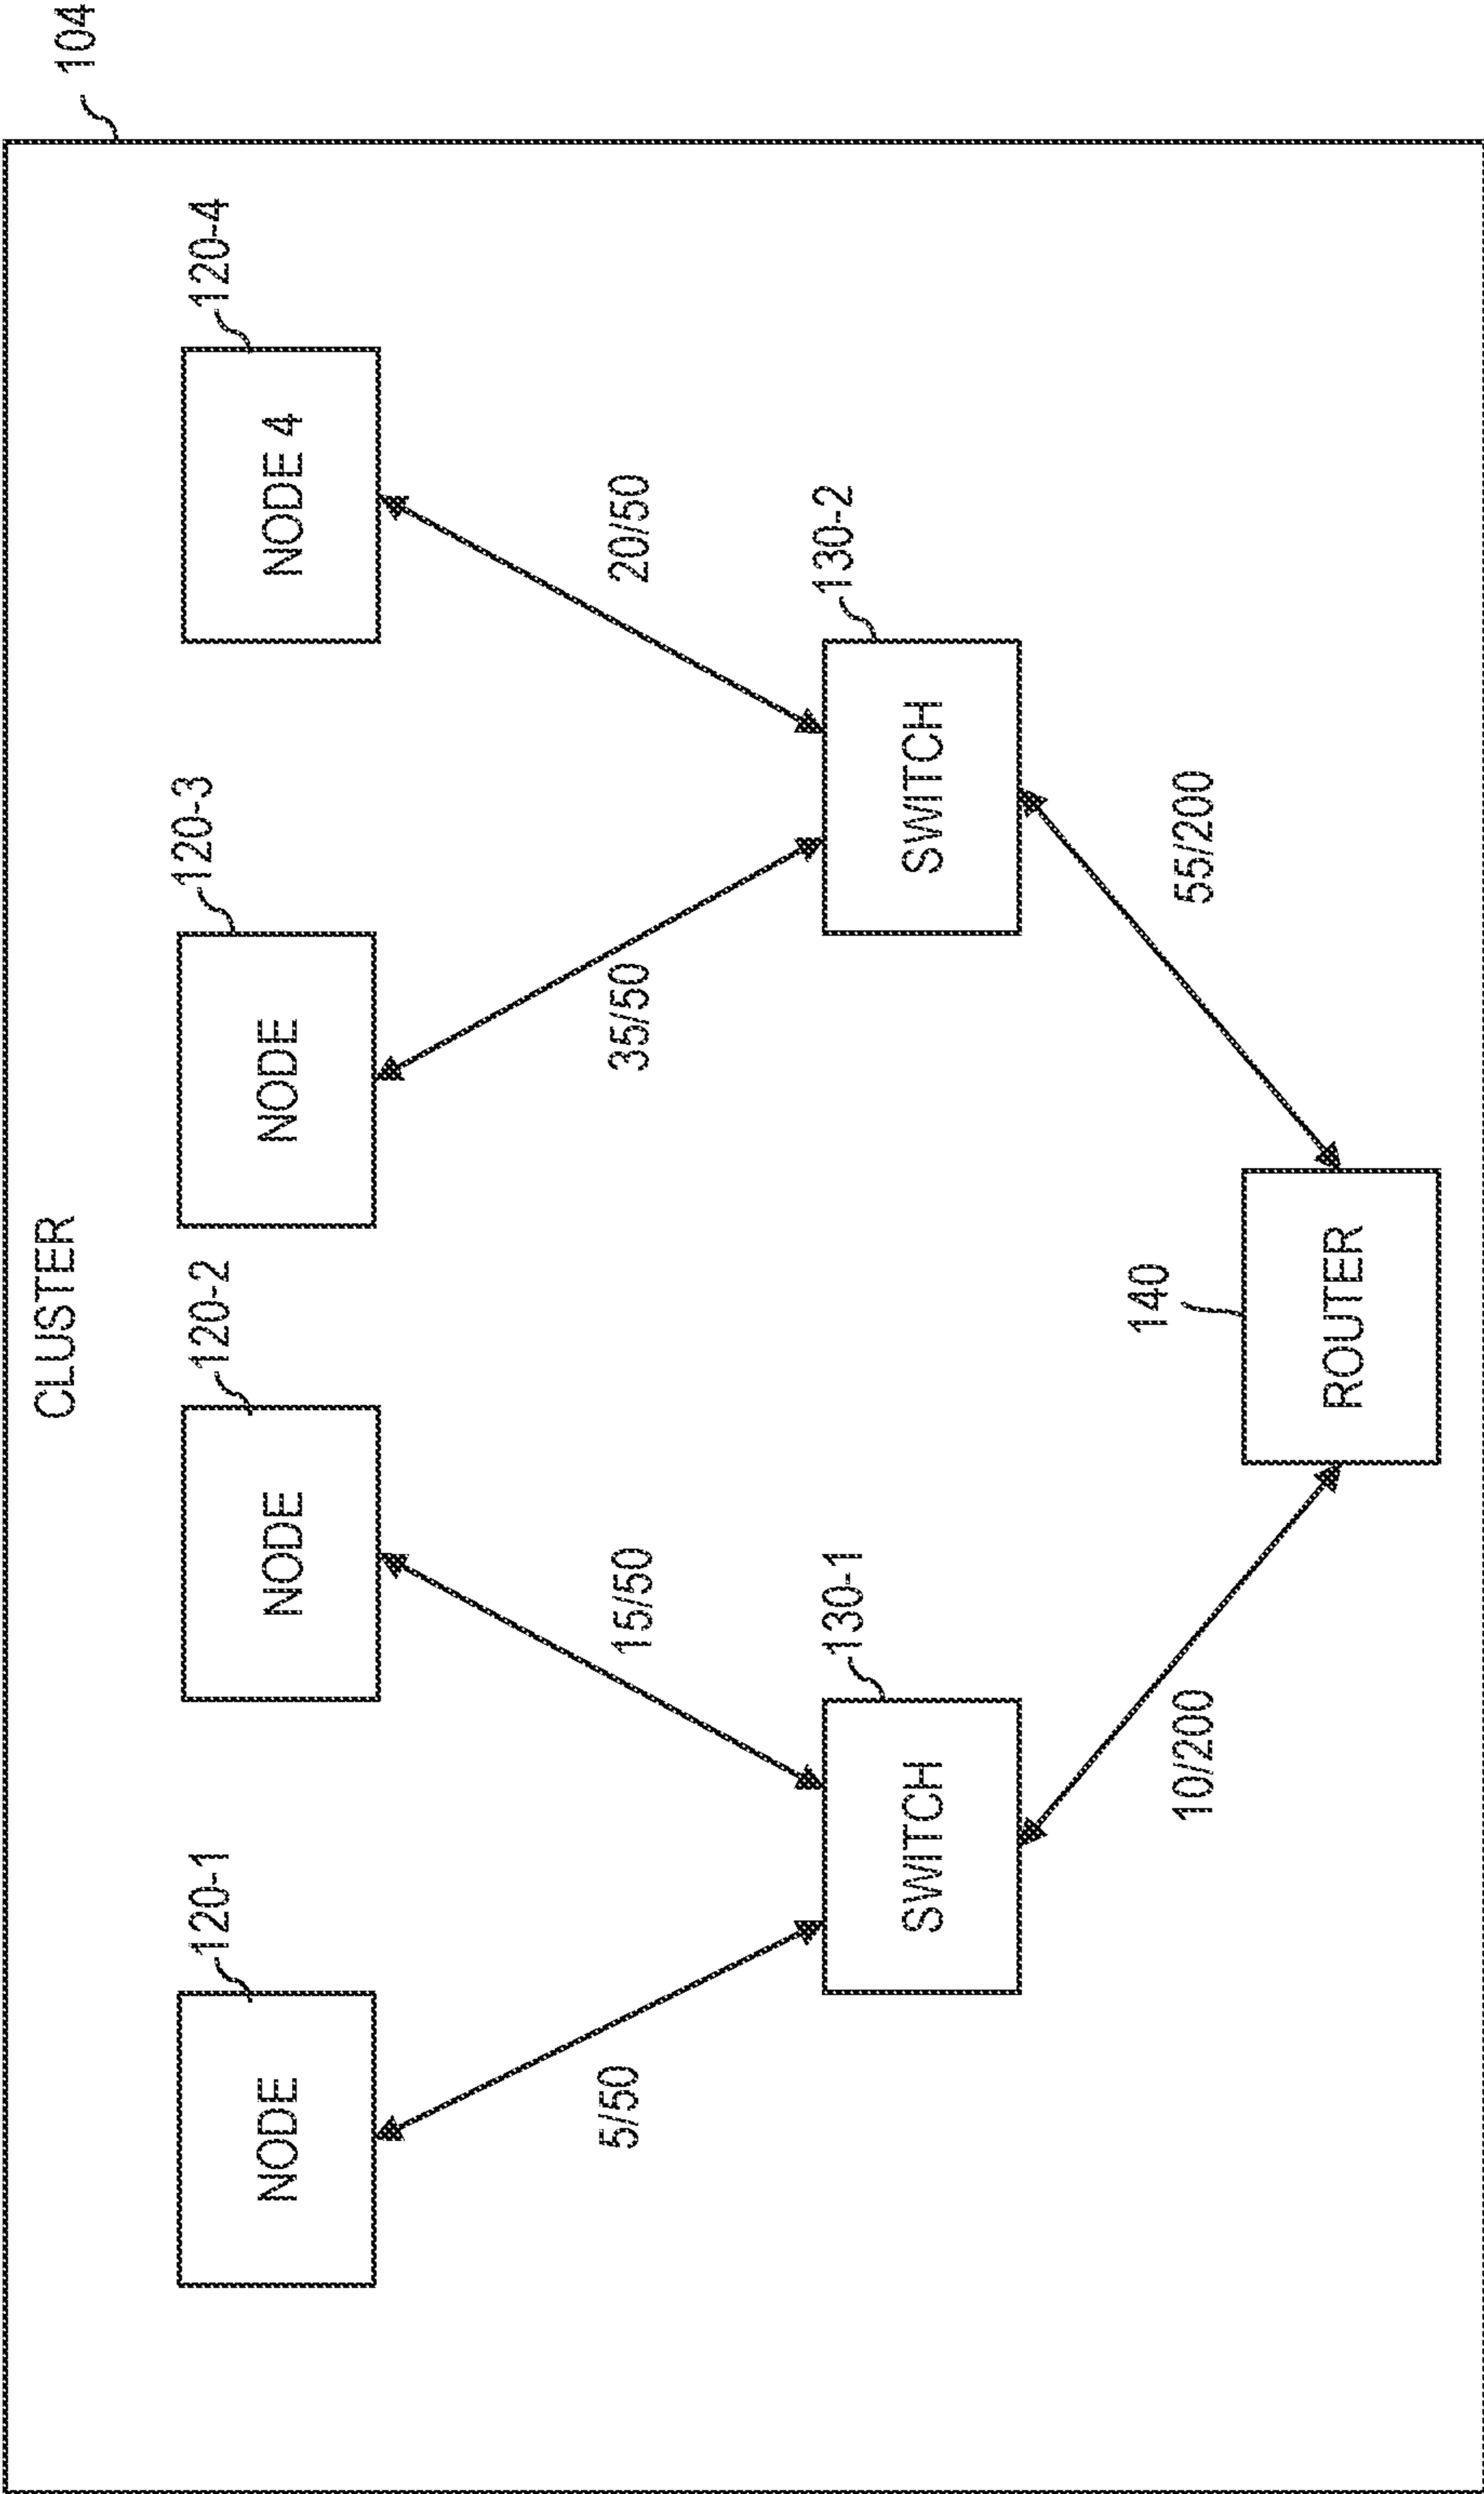 104
CLUSTER
120-1
120-2
120-3
120-4
NODE
NODE
NODE
NODE 4
5/50
15/50
35/50
20/50
130-1
130-2
SWITCH
SWITCH
10/200
140
55/200
ROUTER